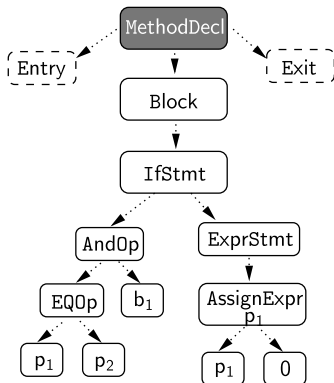 MethodDecl
Entry
Exit
Block
IfStmt
AndOp
ExprStmt
EQOp
b₁
AssignExpr
p₁
p₁
p₂
p₁
0